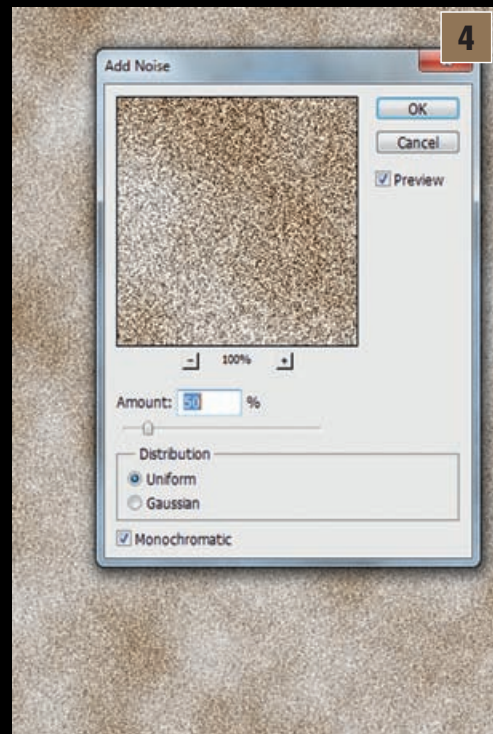 4
Add Noise
OK
Cancel
Preview
- 100% +
Amount: 50 %
Distribution
Uniform
Gaussian
Monochromatic